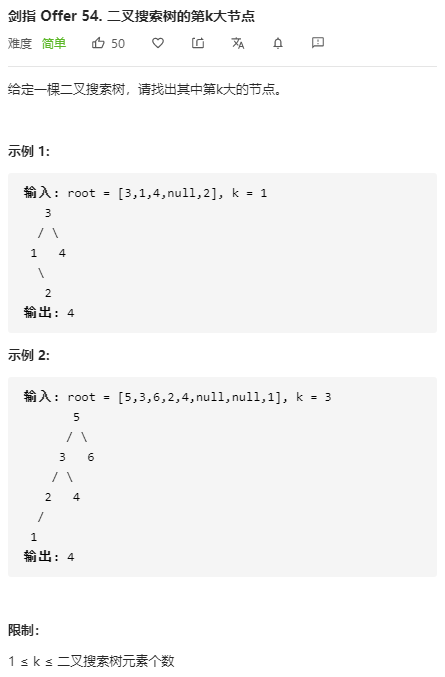 剑指 Offer 54. 二叉搜索树的第k大节点
难度 简单 50
给定一棵二叉搜索树，请找出其中第k大的节点。
示例 1:
输入: root = [3,1,4,null,2], k = 1
   3
  / \
 1   4
  \
   2
输出: 4
示例 2:
输入: root = [5,3,6,2,4,null,null,1], k = 3
       5
      / \
     3   6
    / \
   2   4
  /
 1
输出: 4
限制：
1 ≤ k ≤ 二叉搜索树元素个数